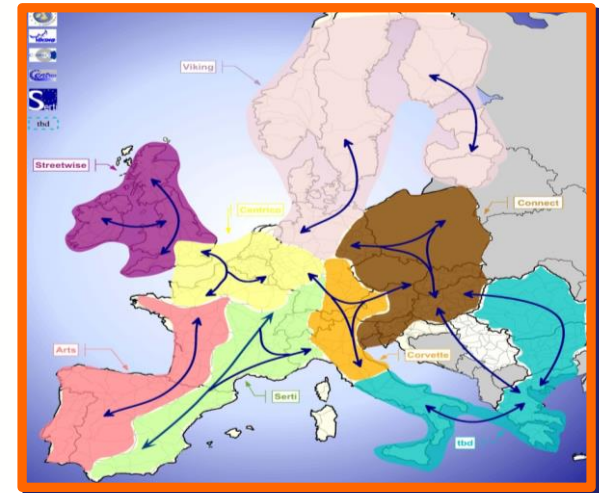 tbd
Viking
Streetwise
Centrico
Connect
Arts
Corvette
Serti
tbd